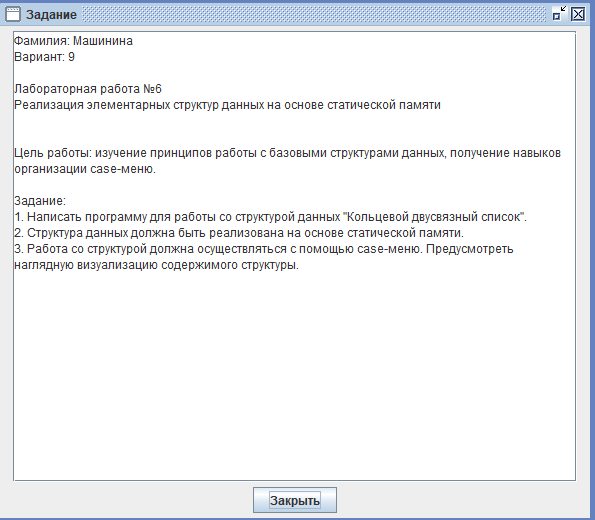 Задание
Фамилия: Машинина
Вариант: 9
Лабораторная работа №6
Реализация элементарных структур данных на основе статической памяти
Цель работы: изучение принципов работы с базовыми структурами данных, получение навыков
организации case-меню.
Задание:
1. Написать программу для работы со структурой данных "Кольцевой двусвязный список".
2. Структура данных должна быть реализована на основе статической памяти.
3. Работа со структурой должна осуществляться с помощью case-меню. Предусмотреть
наглядную визуализацию содержимого структуры.
Закрыть